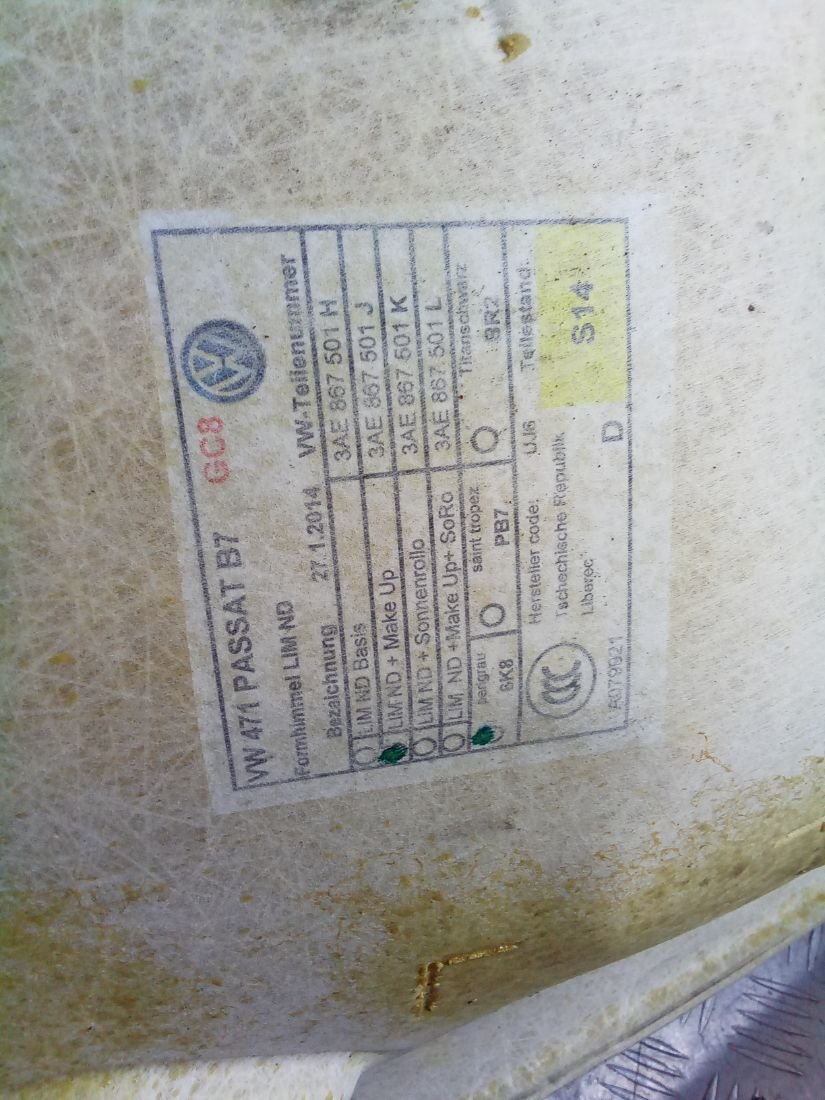 VW 471 PASSAT B7 GC8
Formhimmel LIM ND 27.1.2014 VW-Teilenummer
Bezaichnung
LIM ND Basis 3AE 867 501 H
LIM ND + Make Up 3AE 867 501 J
LIM ND + Sonnenrollo 3AE 867 501 K
LIM ND +Make Up+ SoRo 3AE 867 501 L
saint tropez Titanschwarz
6K8 PB7
Hersteller code: UJ6 Teilestand:
Tschechische Republik S14
Liberec
A079921 D